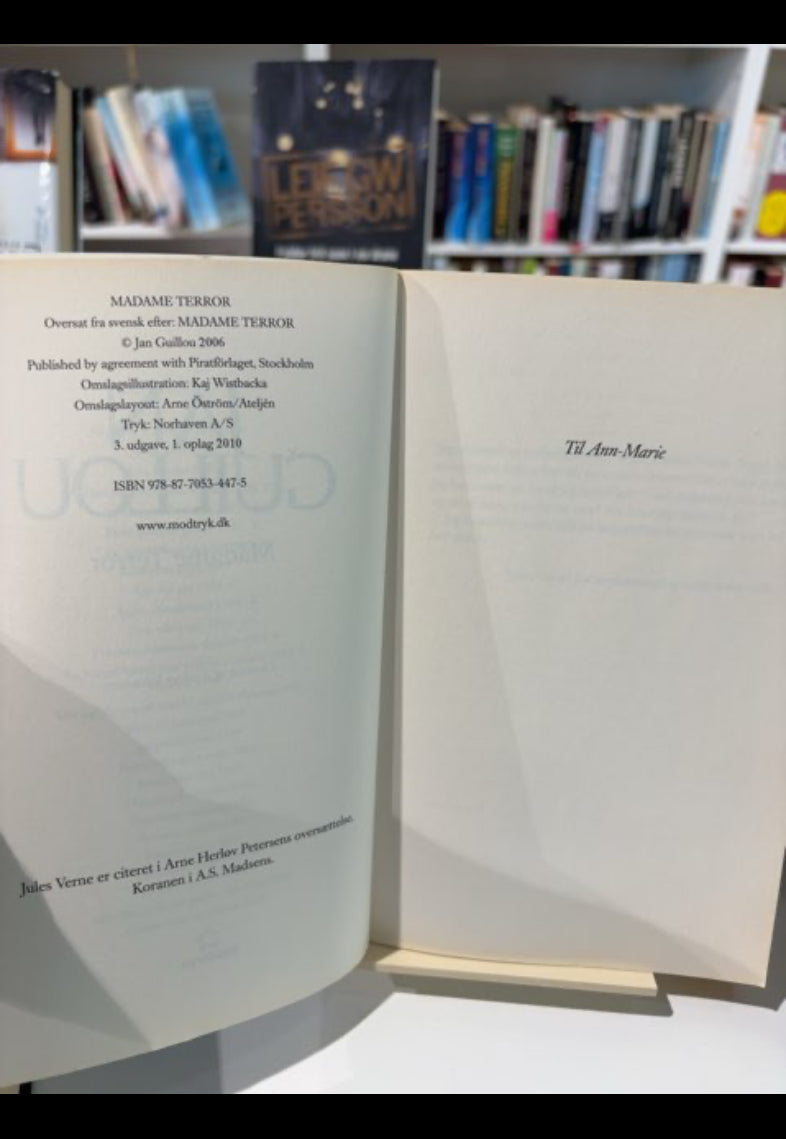 LEIF GW
PERSSON
MADAME TERROR
Oversat fra svensk efter: MADAME TERROR
© Jan Guillou 2006
Published by agreement with Piratförlaget, Stockholm
Omslagsillustration: Kaj Wistbacka
Omslagslayout: Arne Öström/Ateljén
Tryk: Norhaven A/S
3. udgave, 1. oplag 2010
ISBN 978-87-7053-447-5
www.modtryk.dk
Jules Verne er citeret i Arne Herløv Petersens oversættelse.
Koranen i A.S. Madsens.
Til Ann-Marie